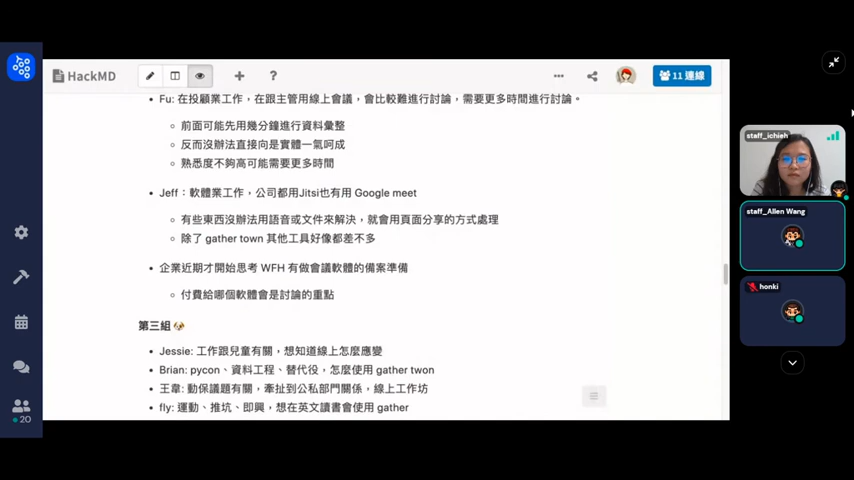 HackMD
11 連線
Fu: 在投顧業工作，在跟主管用線上會議，會比較難進行討論，需要更多時間進行討論。
前面可能先用幾分鐘進行資料彙整
反而沒辦法直接向是實體一氣呵成
熟悉度不夠高可能需要更多時間
Jeff：軟體業工作，公司都用Jitsi也有用 Google meet
有些東西沒辦法用語音或文件來解決，就會用頁面分享的方式處理
除了 gather town 其他工具好像都差不多
企業近期才開始思考 WFH 有做會議軟體的備案準備
付費給哪個軟體會是討論的重點
第三組
Jessie: 工作跟兒童有關，想知道線上怎麼應變
Brian: pycon、資料工程、替代役，怎麼使用 gather twon
王韋: 動保議題有關，牽扯到公私部門關係，線上工作坊
fly: 運動、推坑、即興，想在英文讀書會使用 gather
staff_ichieh
staff_Allen Wang
honki
20